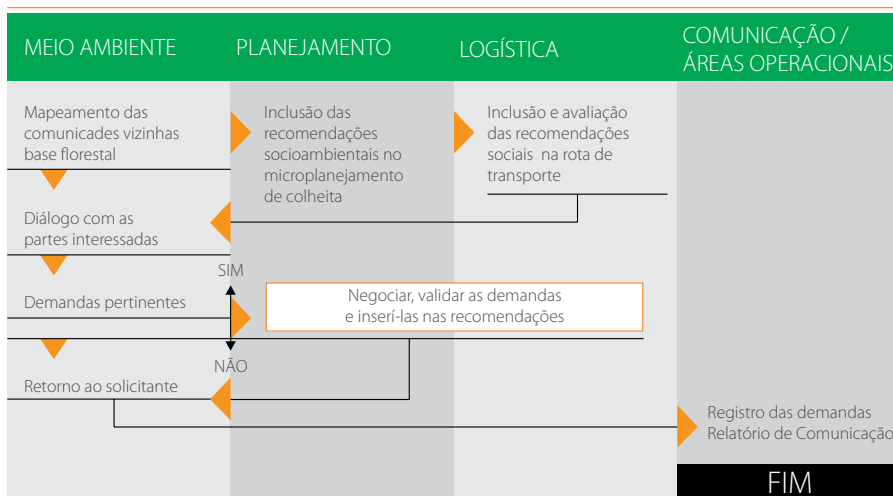 MEIO AMBIENTE
PLANEJAMENTO
LOGÍSTICA
COMUNICAÇÃO /
ÁREAS OPERACIONAIS
Mapeamento das
comunicades vizinhas
base florestal
Inclusão das
recomendações
socioambientais no
microplanejamento
de colheita
Inclusão e avaliação
das recomendações
sociais na rota de
transporte
Diálogo com as
partes interessadas
SIM
Demandas pertinentes
Negociar, validar as demandas
e inserí-las nas recomendações
NÃO
Retorno ao solicitante
Registro das demandas
Relatório de Comunicação
FIM